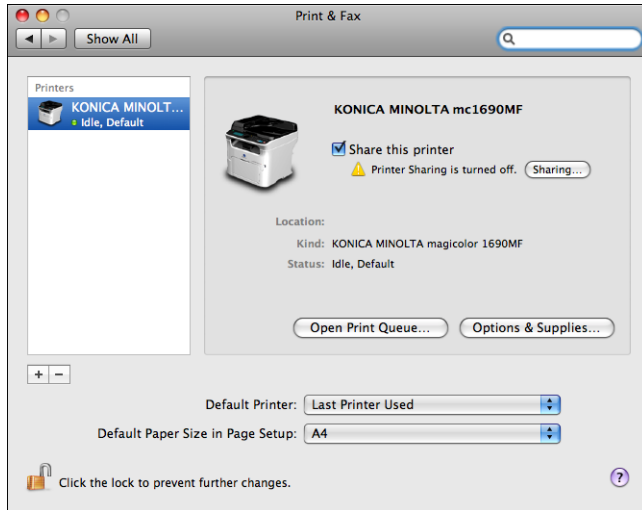 Print & Fax
Show All
Printers
KONICA MINOLT...
Idle, Default
KONICA MINOLTA mc1690MF
Share this printer
Printer Sharing is turned off. Sharing...
Location:
Kind: KONICA MINOLTA magicolor 1690MF
Status: Idle, Default
Open Print Queue... Options & Supplies...
+ −
Default Printer: Last Printer Used
Default Paper Size in Page Setup: A4
Click the lock to prevent further changes. ?